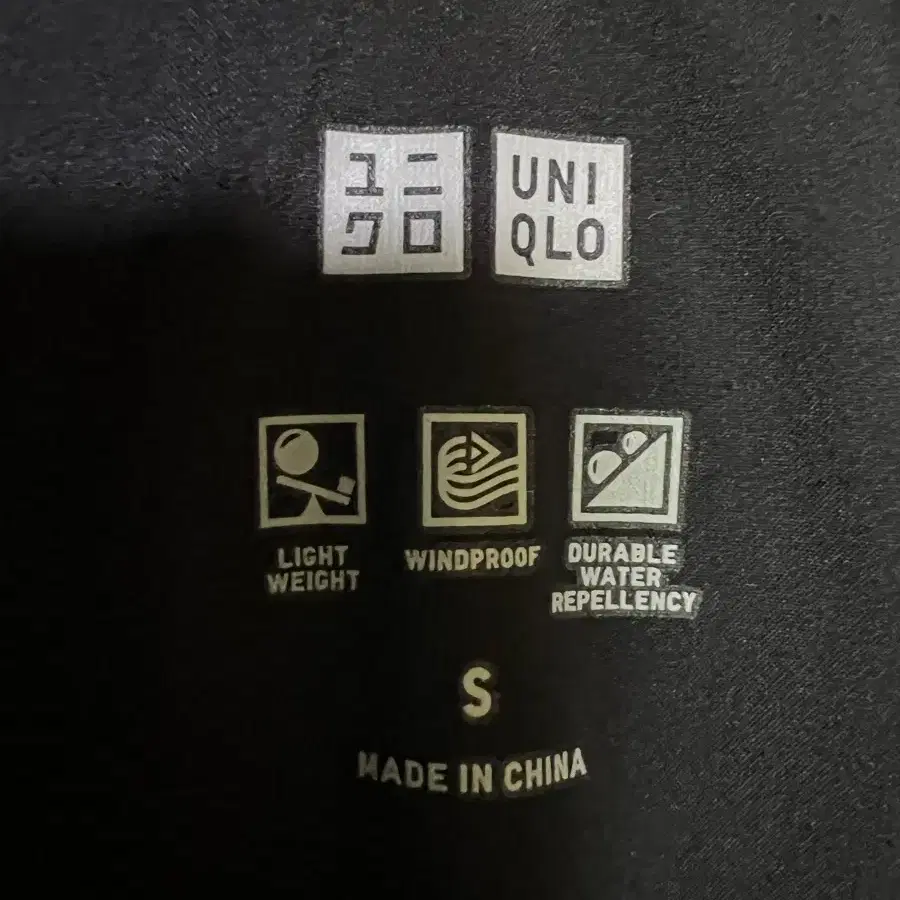 ユニ
クロ
UNI
QLO
LIGHT
WEIGHT
WINDPROOF
DURABLE
WATER
REPELLENCY
S
MADE IN CHINA